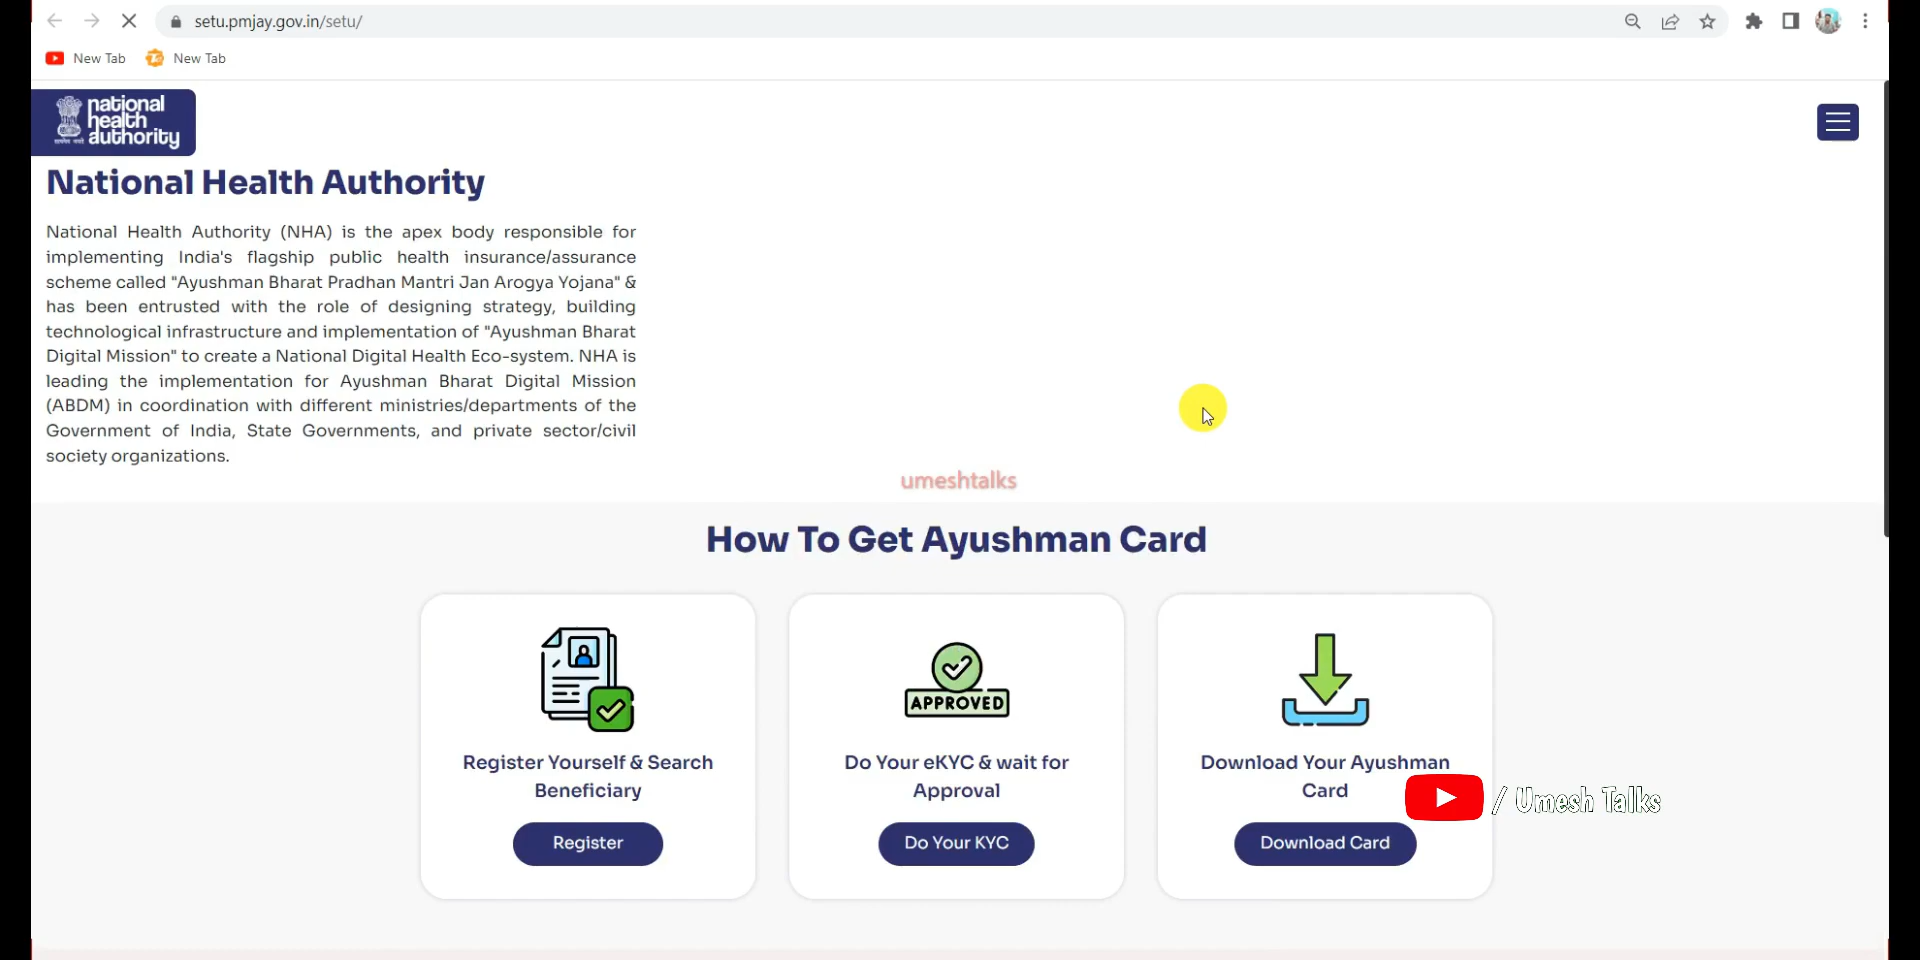 setu.pmjay.gov.in/setu/
New Tab
New Tab
national
health
authority
National Health Authority
National Health Authority (NHA) is the apex body responsible for
implementing India's flagship public health insurance/assurance
scheme called "Ayushman Bharat Pradhan Mantri Jan Arogya Yojana" &
has been entrusted with the role of designing strategy, building
technological infrastructure and implementation of "Ayushman Bharat
Digital Mission" to create a National Digital Health Eco-system. NHA is
leading the implementation for Ayushman Bharat Digital Mission
(ABDM) in coordination with different ministries/departments of the
Government of India, State Governments, and private sector/civil
society organizations.
umeshtalks
How To Get Ayushman Card
Register Yourself & Search
Beneficiary
Register
APPROVED
Do Your eKYC & wait for
Approval
Do Your KYC
Download Your Ayushman
Card
Download Card
/ Umesh Talks